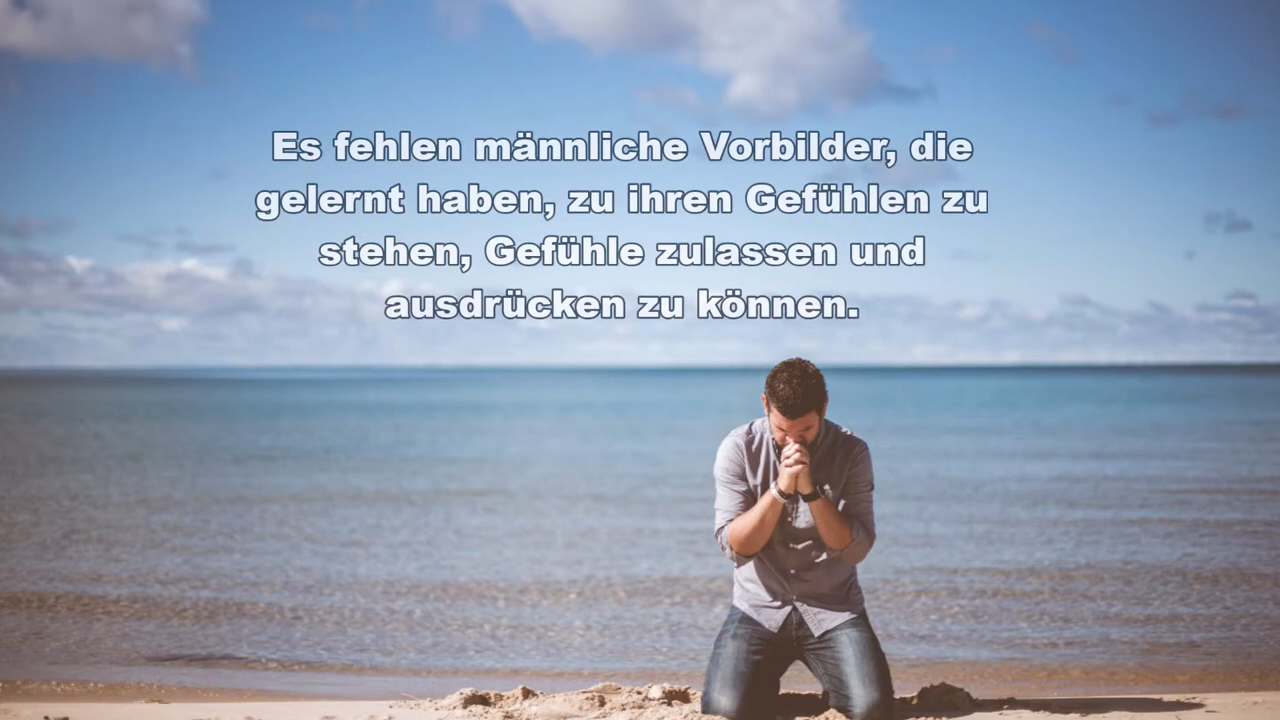 Es fehlen männliche Vorbilder, die
gelernt haben, zu ihren Gefühlen zu
stehen, Gefühle zulassen und
ausdrücken zu können.